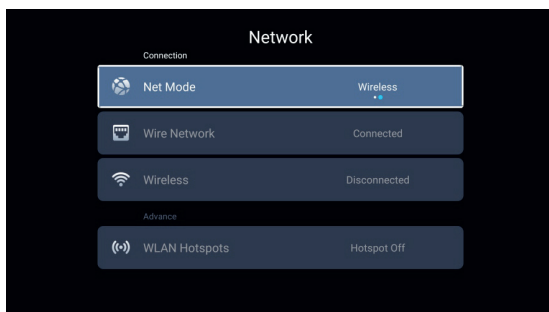 Network
Connection
Net Mode Wireless
Wire Network Connected
Wireless Disconnected
Advance
WLAN Hotspots Hotspot Off